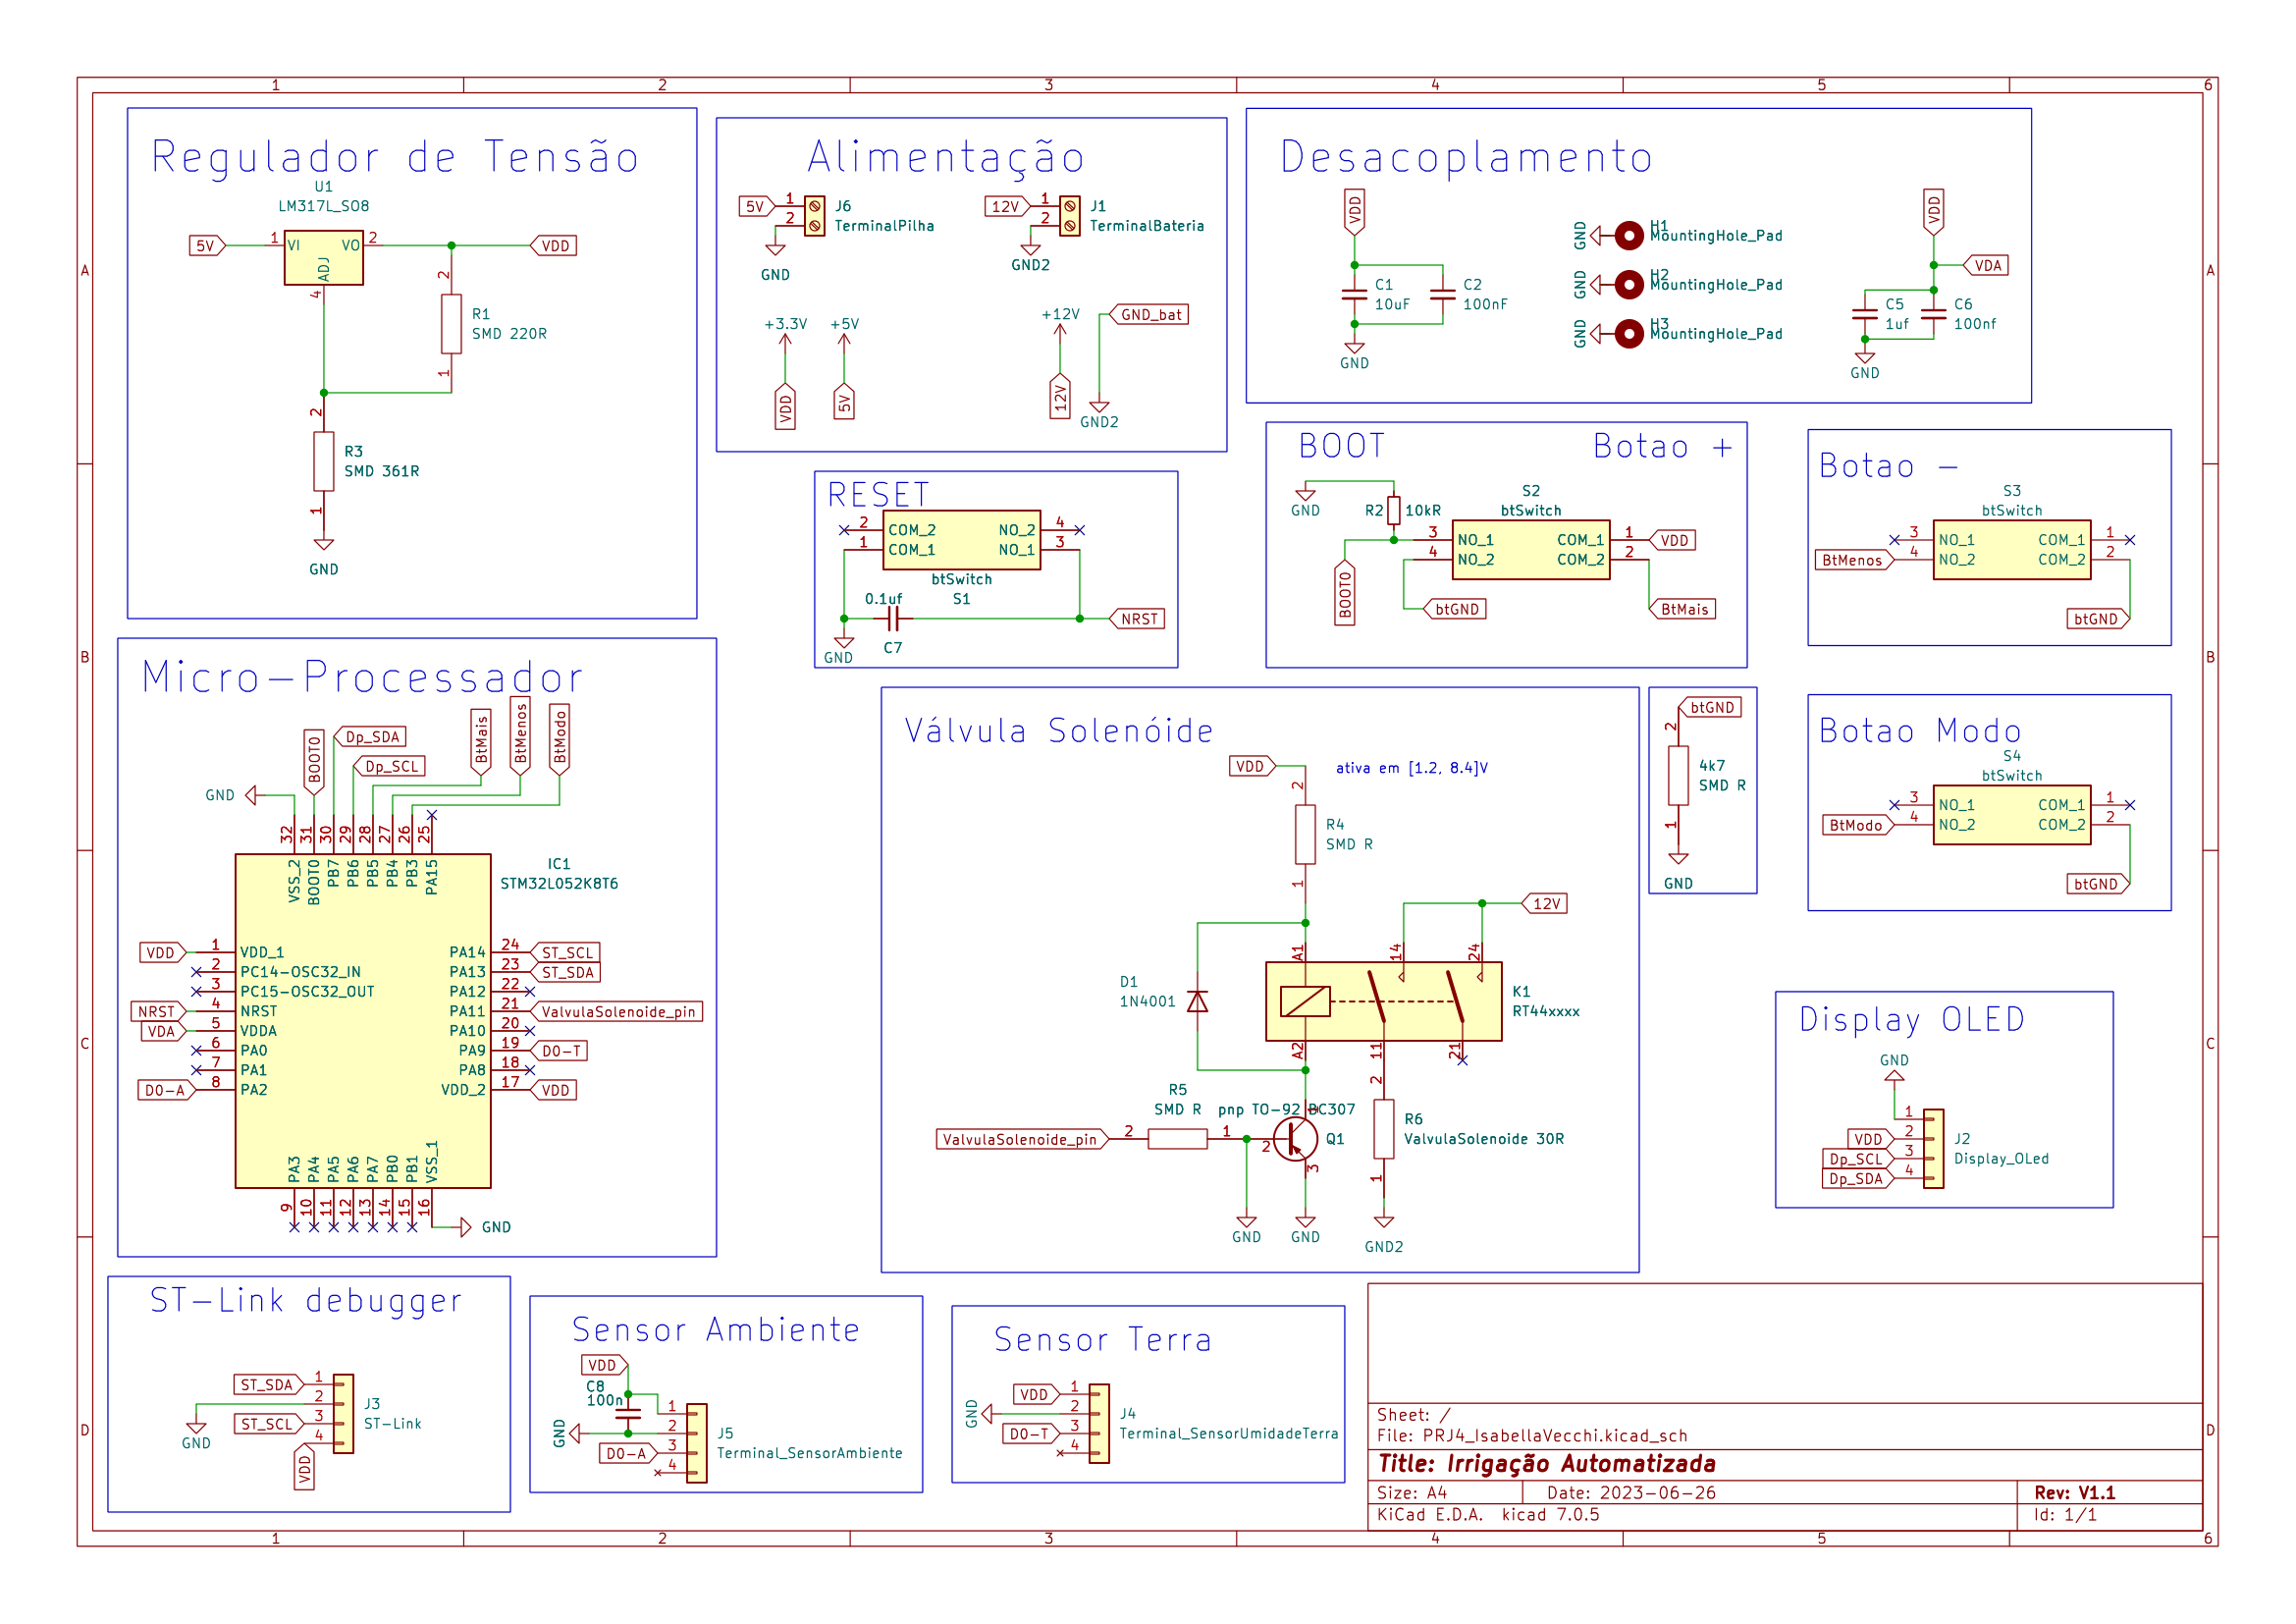 1 2 3 4 5 6
A
B
C
D
A
B
C
D
1 2 3 4 5 6
Regulador de Tensão
U1
LM317L_SO8
5V
1 VI
VO 2
ADJ
4
VDD
2
R1
SMD 220R
1
2
R3
SMD 361R
1
GND
Alimentação
5V
1
2
J6
TerminalPilha
GND
12V
1
2
J1
TerminalBateria
GND2
+3.3V
VDD
+5V
5V
+12V
12V
GND_bat
GND2
Desacoplamento
VDD
C1
10uF
C2
100nF
GND
GND
H1
MountingHole_Pad
GND
H2
MountingHole_Pad
GND
H3
MountingHole_Pad
VDD
VDA
C5
1uf
C6
100nf
GND
RESET
2 COM_2
1 COM_1
NO_2 4
NO_1 3
btSwitch
S1
0.1uf
C7
GND
NRST
BOOT
Botao +
GND
R2
10kR
S2
btSwitch
3 NO_1
4 NO_2
COM_1 1
COM_2 2
VDD
BOOT0
btGND
BtMais
Botao -
S3
btSwitch
3 NO_1
4 NO_2
COM_1 1
COM_2 2
BtMenos
btGND
Micro-Processador
BOOT0
Dp_SDA
Dp_SCL
BtMais
BtMenos
BtModo
GND
32 VSS_2
31 BOOT0
30 PB7
29 PB6
28 PB5
27 PB4
26 PB3
25 PA15
IC1
STM32L052K8T6
VDD 1 VDD_1
2 PC14-OSC32_IN
3 PC15-OSC32_OUT
NRST 4 NRST
VDA 5 VDDA
6 PA0
7 PA1
D0-A 8 PA2
PA14 24 ST_SCL
PA13 23 ST_SDA
PA12 22
PA11 21 ValvulaSolenoide_pin
PA10 20
PA9 19 D0-T
PA8 18
VDD_2 17 VDD
PA3 9
PA4 10
PA5 11
PA6 12
PA7 13
PB0 14
PB1 15
VSS_1 16
GND
Válvula Solenóide
VDD
ativa em [1.2, 8.4]V
2
R4
SMD R
1
12V
D1
1N4001
A1
14
24
K1
RT44xxxx
A2
11
21
R5
SMD R
ValvulaSolenoide_pin
2
1
pnp TO-92 BC307
1
2
3
Q1
2
R6
ValvulaSolenoide 30R
1
GND
GND
GND2
btGND
2
4k7
SMD R
1
GND
Botao Modo
S4
btSwitch
3 NO_1
4 NO_2
COM_1 1
COM_2 2
BtModo
btGND
Display OLED
GND
1
VDD 2
Dp_SCL 3
Dp_SDA 4
J2
Display_OLed
ST-Link debugger
ST_SDA 1
2
ST_SCL 3
4
GND
VDD
J3
ST-Link
Sensor Ambiente
VDD
C8
100n
GND
1
2
D0-A 3
4
J5
Terminal_SensorAmbiente
Sensor Terra
VDD 1
GND 2
D0-T 3
4
J4
Terminal_SensorUmidadeTerra
Sheet: /
File: PRJ4_IsabellaVecchi.kicad_sch
Title: Irrigação Automatizada
Size: A4
Date: 2023-06-26
Rev: V1.1
KiCad E.D.A.  kicad 7.0.5
Id: 1/1